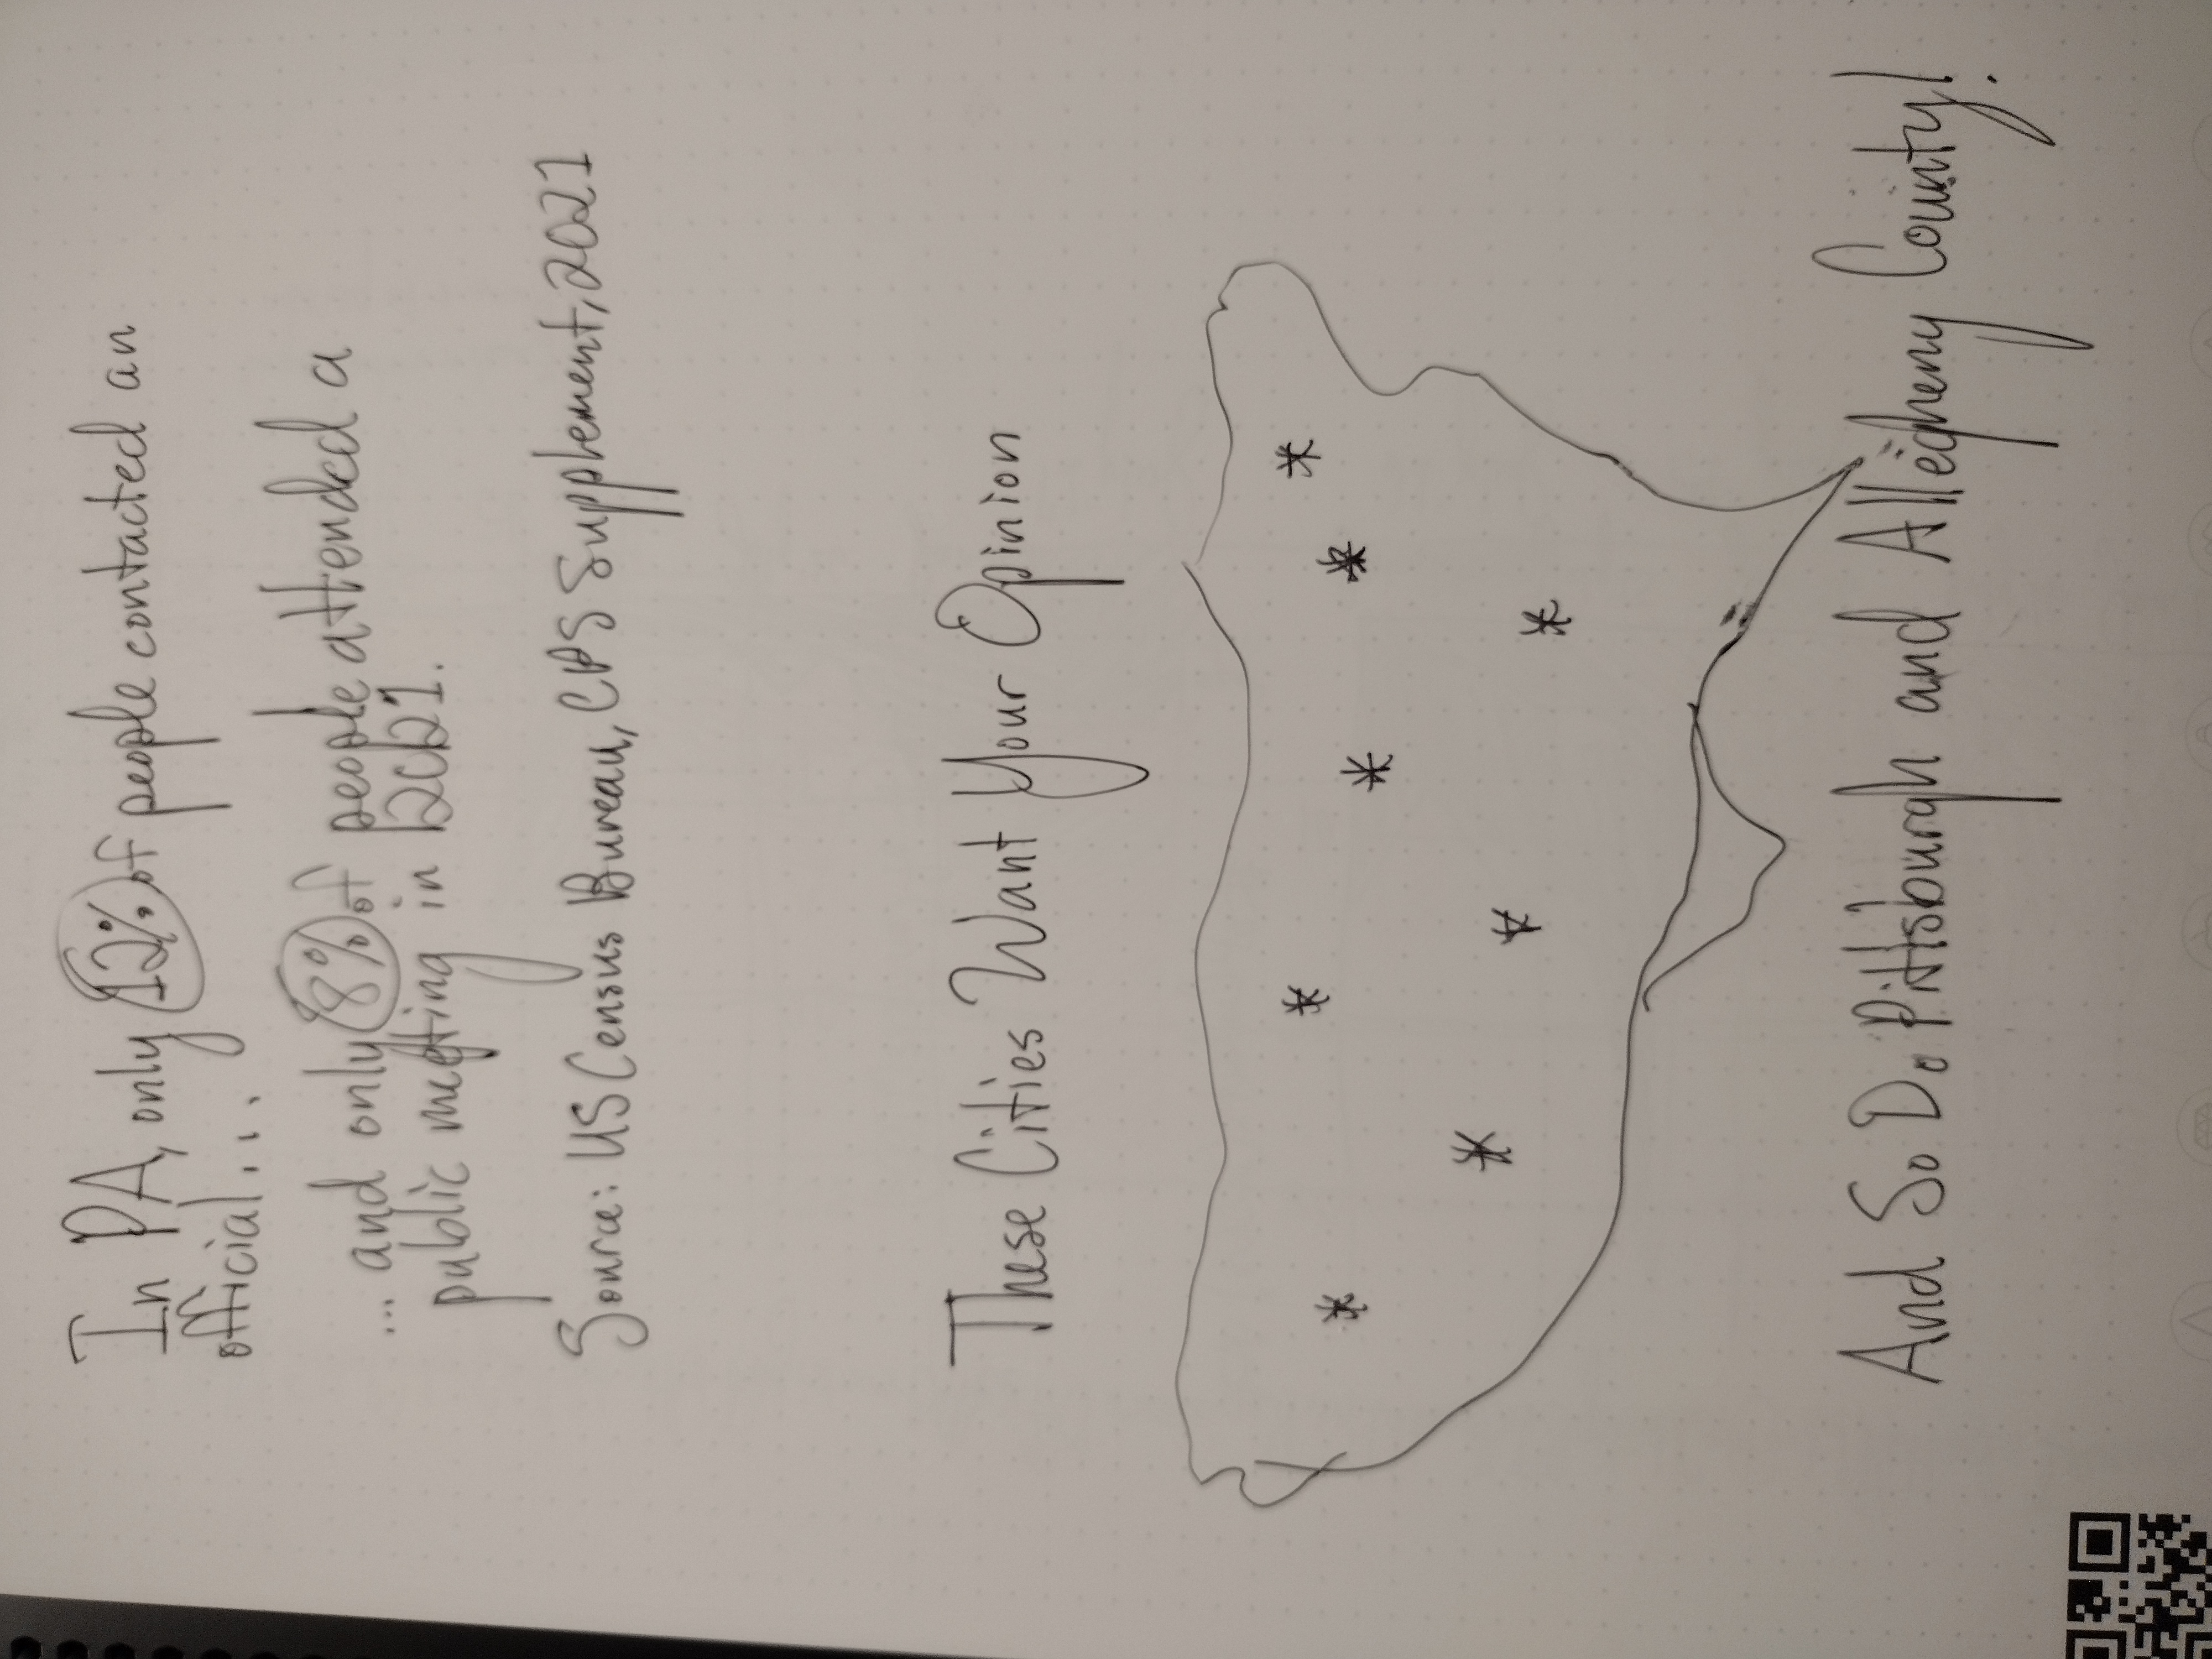 In PA, only 12% of people contacted an
official...
... and only 8% of people attended a
public meeting in 2021.
Source: US Census Bureau, CPS Supplement, 2021
These Cities Want Your Opinion
And So Do Pittsburgh and Allegheny County!